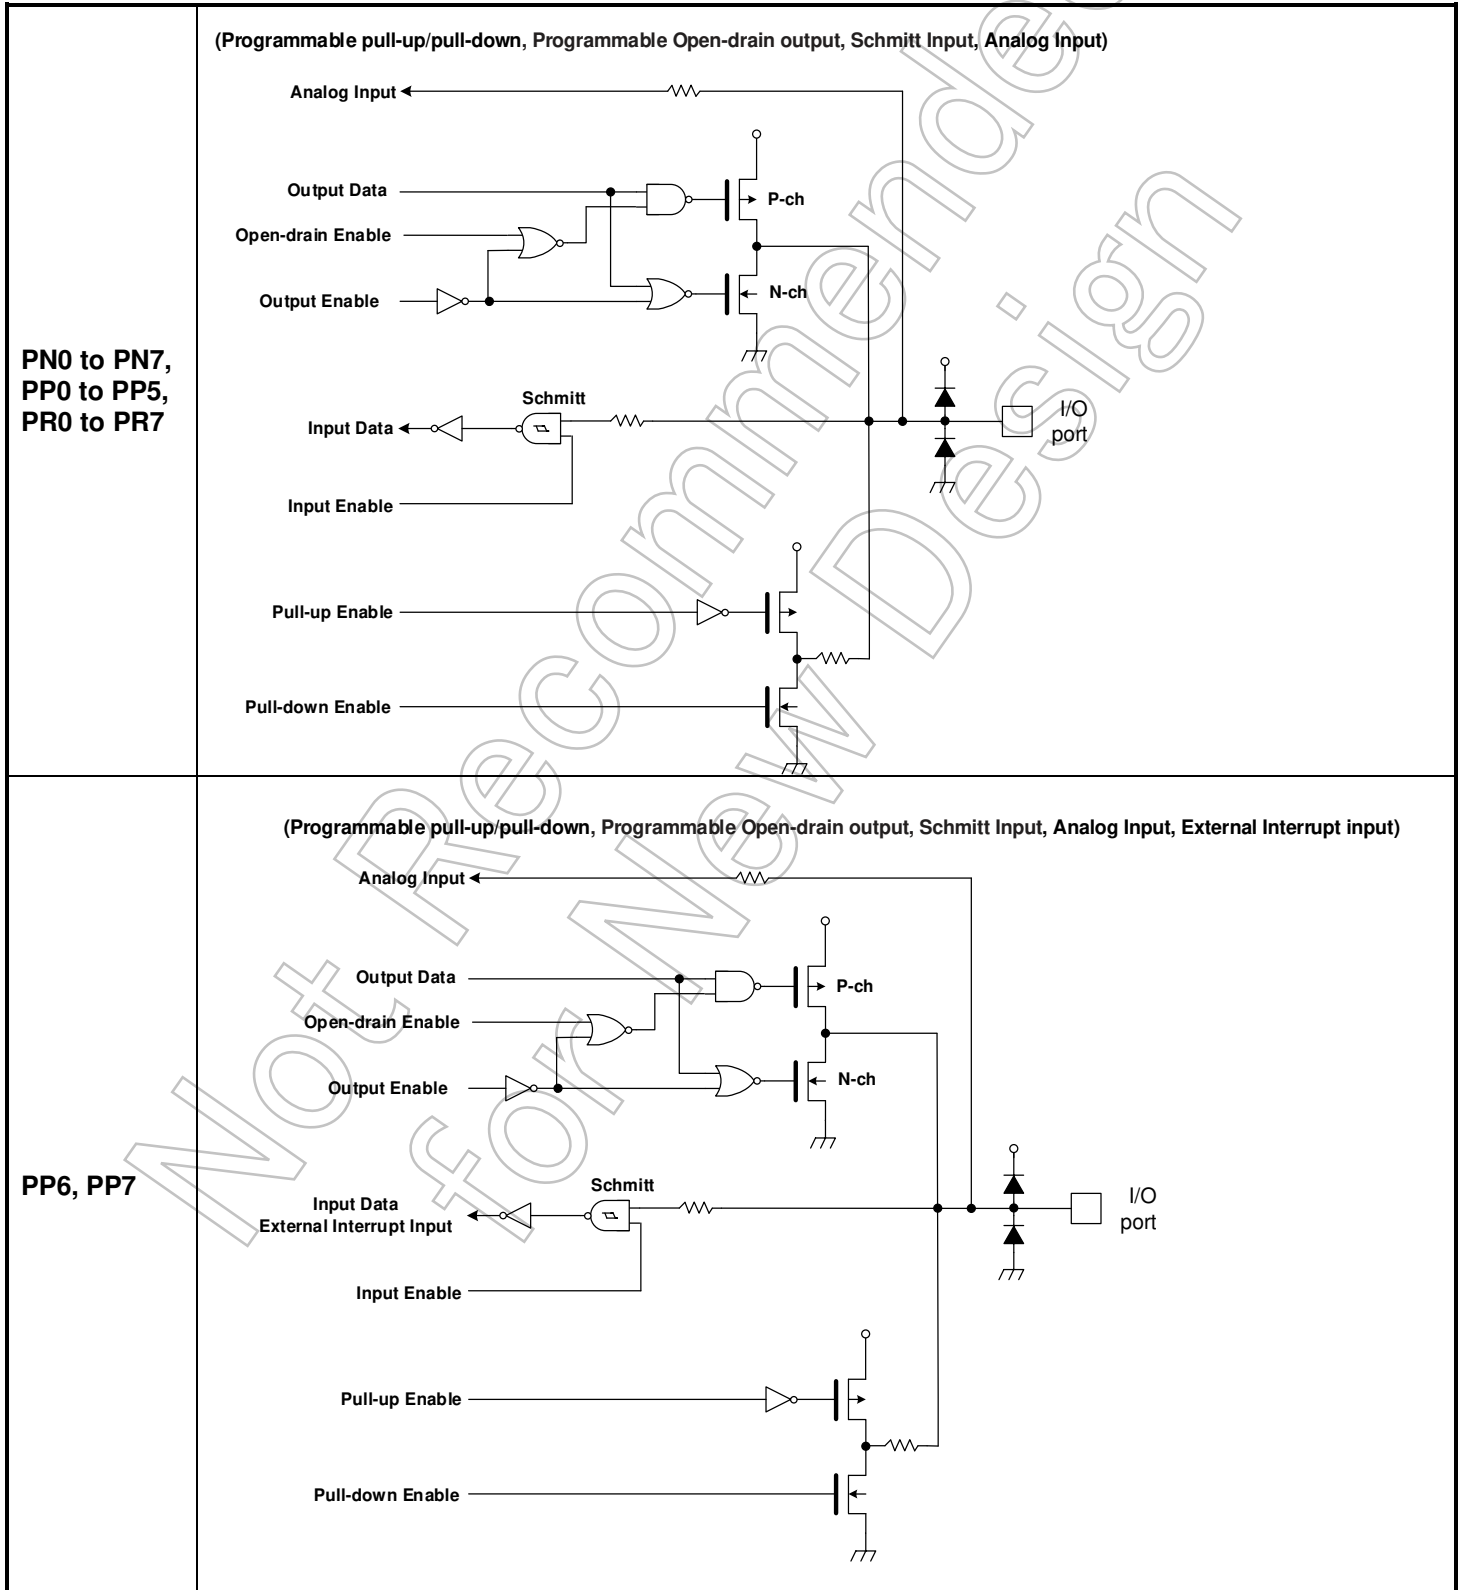 (Programmable pull-up/pull-down, Programmable Open-drain output, Schmitt Input, Analog Input)
Analog Input
Output Data
P-ch
Open-drain Enable
Output Enable
N-ch
PN0 to PN7,
PP0 to PP5,
PR0 to PR7
Schmitt
Input Data
I/O
port
Input Enable
Pull-up Enable
Pull-down Enable
(Programmable pull-up/pull-down, Programmable Open-drain output, Schmitt Input, Analog Input, External Interrupt input)
Analog Input
Output Data
P-ch
Open-drain Enable
Output Enable
N-ch
PP6, PP7
Schmitt
Input Data
External Interrupt Input
I/O
port
Input Enable
Pull-up Enable
Pull-down Enable
Not Recommended
for New Design